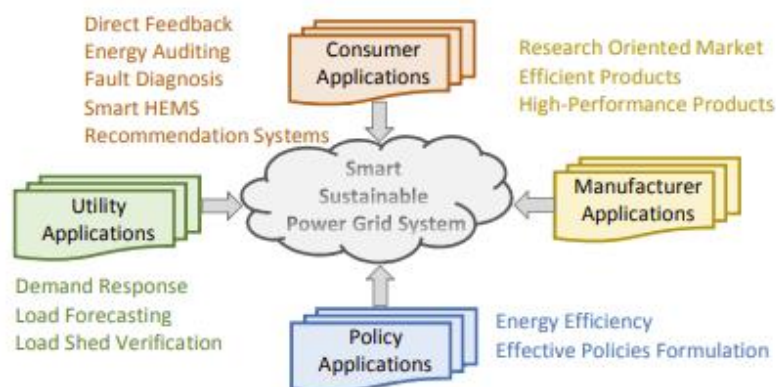 Direct Feedback
Energy Auditing
Fault Diagnosis
Smart HEMS
Recommendation Systems
Consumer
Applications
Research Oriented Market
Efficient Products
High-Performance Products
Utility
Applications
Smart
Sustainable
Power Grid System
Manufacturer
Applications
Demand Response
Load Forecasting
Load Shed Verification
Policy
Applications
Energy Efficiency
Effective Policies Formulation